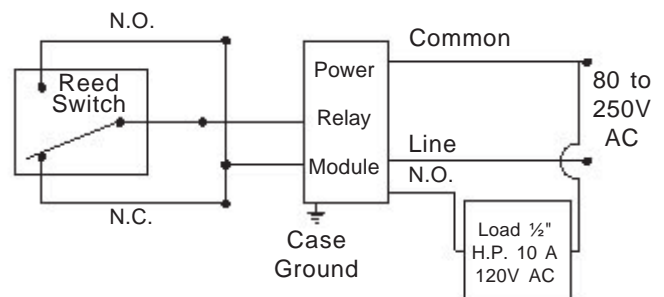 N.O.
Reed
Switch
N.C.
Power
Relay
Module
Case
Ground
Common
Line
N.O.
80 to
250V
AC
Load ½"
H.P. 10 A
120V AC